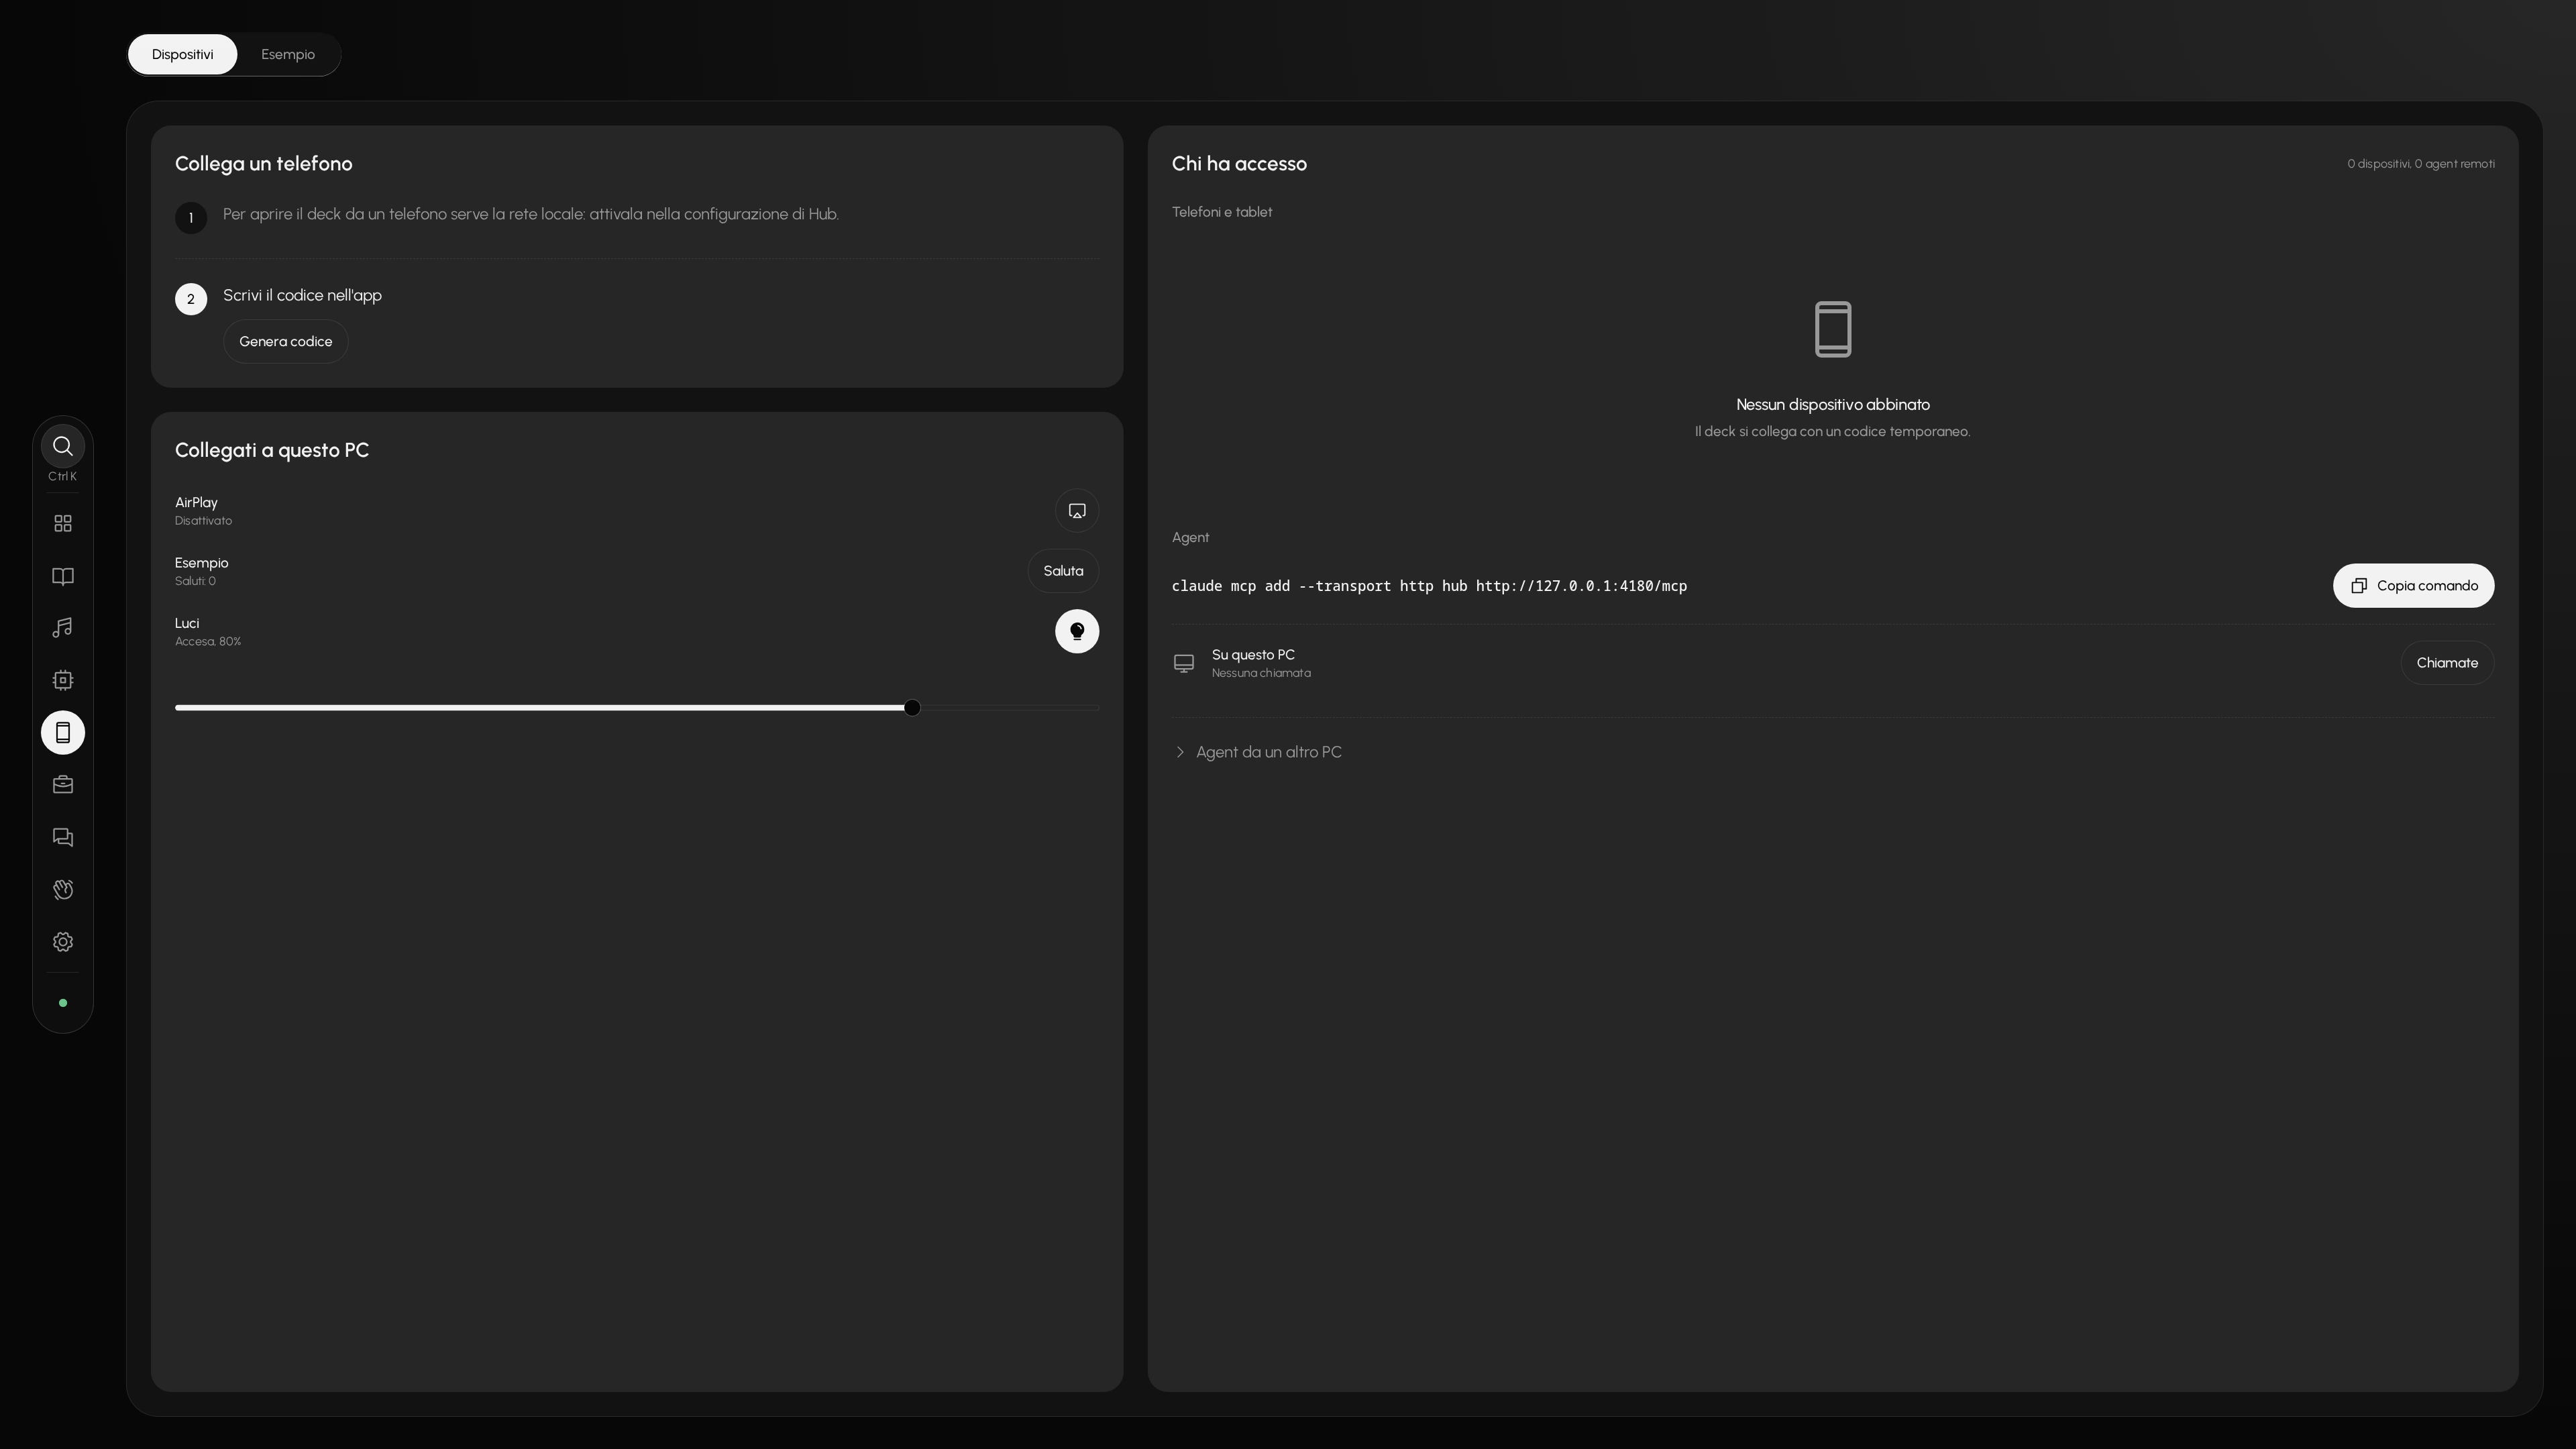 Dispositivi
Esempio
Collega un telefono
1
Per aprire il deck da un telefono serve la rete locale: attivala nella configurazione di Hub.
2
Scrivi il codice nell'app
Genera codice
Collegati a questo PC
AirPlay
Disattivato
Esempio
Saluti: 0
Saluta
Luci
Accesa, 80%
Chi ha accesso
0 dispositivi, 0 agent remoti
Telefoni e tablet
Nessun dispositivo abbinato
Il deck si collega con un codice temporaneo.
Agent
claude mcp add --transport http hub http://127.0.0.1:4180/mcp
Copia comando
Su questo PC
Nessuna chiamata
Chiamate
Agent da un altro PC
Ctrl K